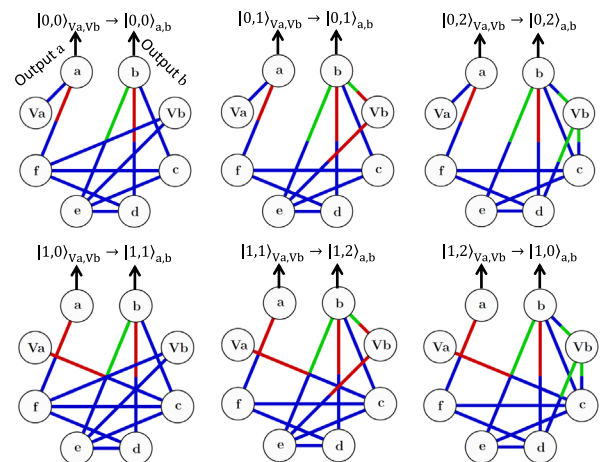 |0,0⟩Va,Vb → |0,0⟩a,b
|0,1⟩Va,Vb → |0,1⟩a,b
|0,2⟩Va,Vb → |0,2⟩a,b
Output a
Output b
a
b
Va
Vb
f
c
e
d
a
b
Va
Vb
f
c
e
d
a
b
Va
Vb
f
c
e
d
|1,0⟩Va,Vb → |1,1⟩a,b
|1,1⟩Va,Vb → |1,2⟩a,b
|1,2⟩Va,Vb → |1,0⟩a,b
a
b
Va
Vb
f
c
e
d
a
b
Va
Vb
f
c
e
d
a
b
Va
Vb
f
c
e
d